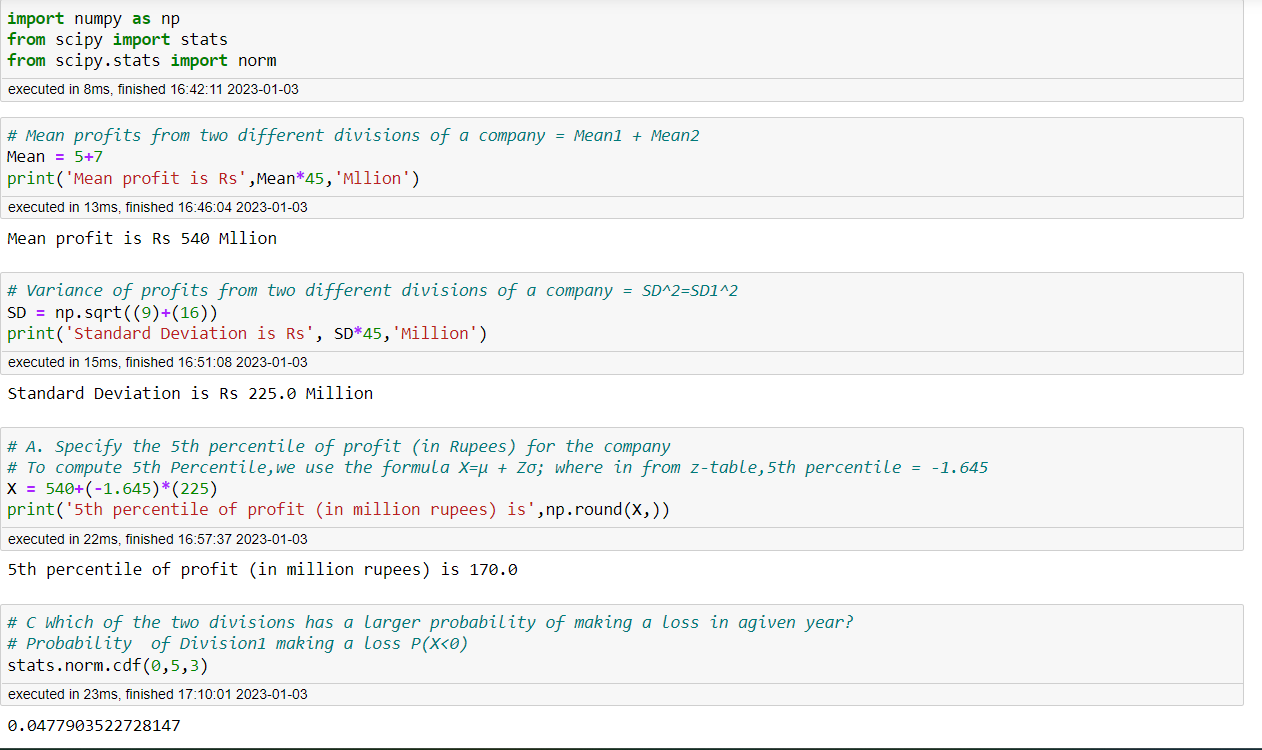 import numpy as np
from scipy import stats
from scipy.stats import norm
executed in 8ms, finished 16:42:11 2023-01-03
# Mean profits from two different divisions of a company = Mean1 + Mean2
Mean = 5+7
print('Mean profit is Rs',Mean*45,'Mllion')
executed in 13ms, finished 16:46:04 2023-01-03
Mean profit is Rs 540 Mllion
# Variance of profits from two different divisions of a company = SD^2=SD1^2
SD = np.sqrt((9)+(16))
print('Standard Deviation is Rs', SD*45,'Million')
executed in 15ms, finished 16:51:08 2023-01-03
Standard Deviation is Rs 225.0 Million
# A. Specify the 5th percentile of profit (in Rupees) for the company
# To compute 5th Percentile,we use the formula X=μ + Zσ; where in from z-table,5th percentile = -1.645
X = 540+(-1.645)*(225)
print('5th percentile of profit (in million rupees) is',np.round(X,))
executed in 22ms, finished 16:57:37 2023-01-03
5th percentile of profit (in million rupees) is 170.0
# C Which of the two divisions has a larger probability of making a loss in agiven year?
# Probability  of Division1 making a loss P(X<0)
stats.norm.cdf(0,5,3)
executed in 23ms, finished 17:10:01 2023-01-03
0.0477903522728147